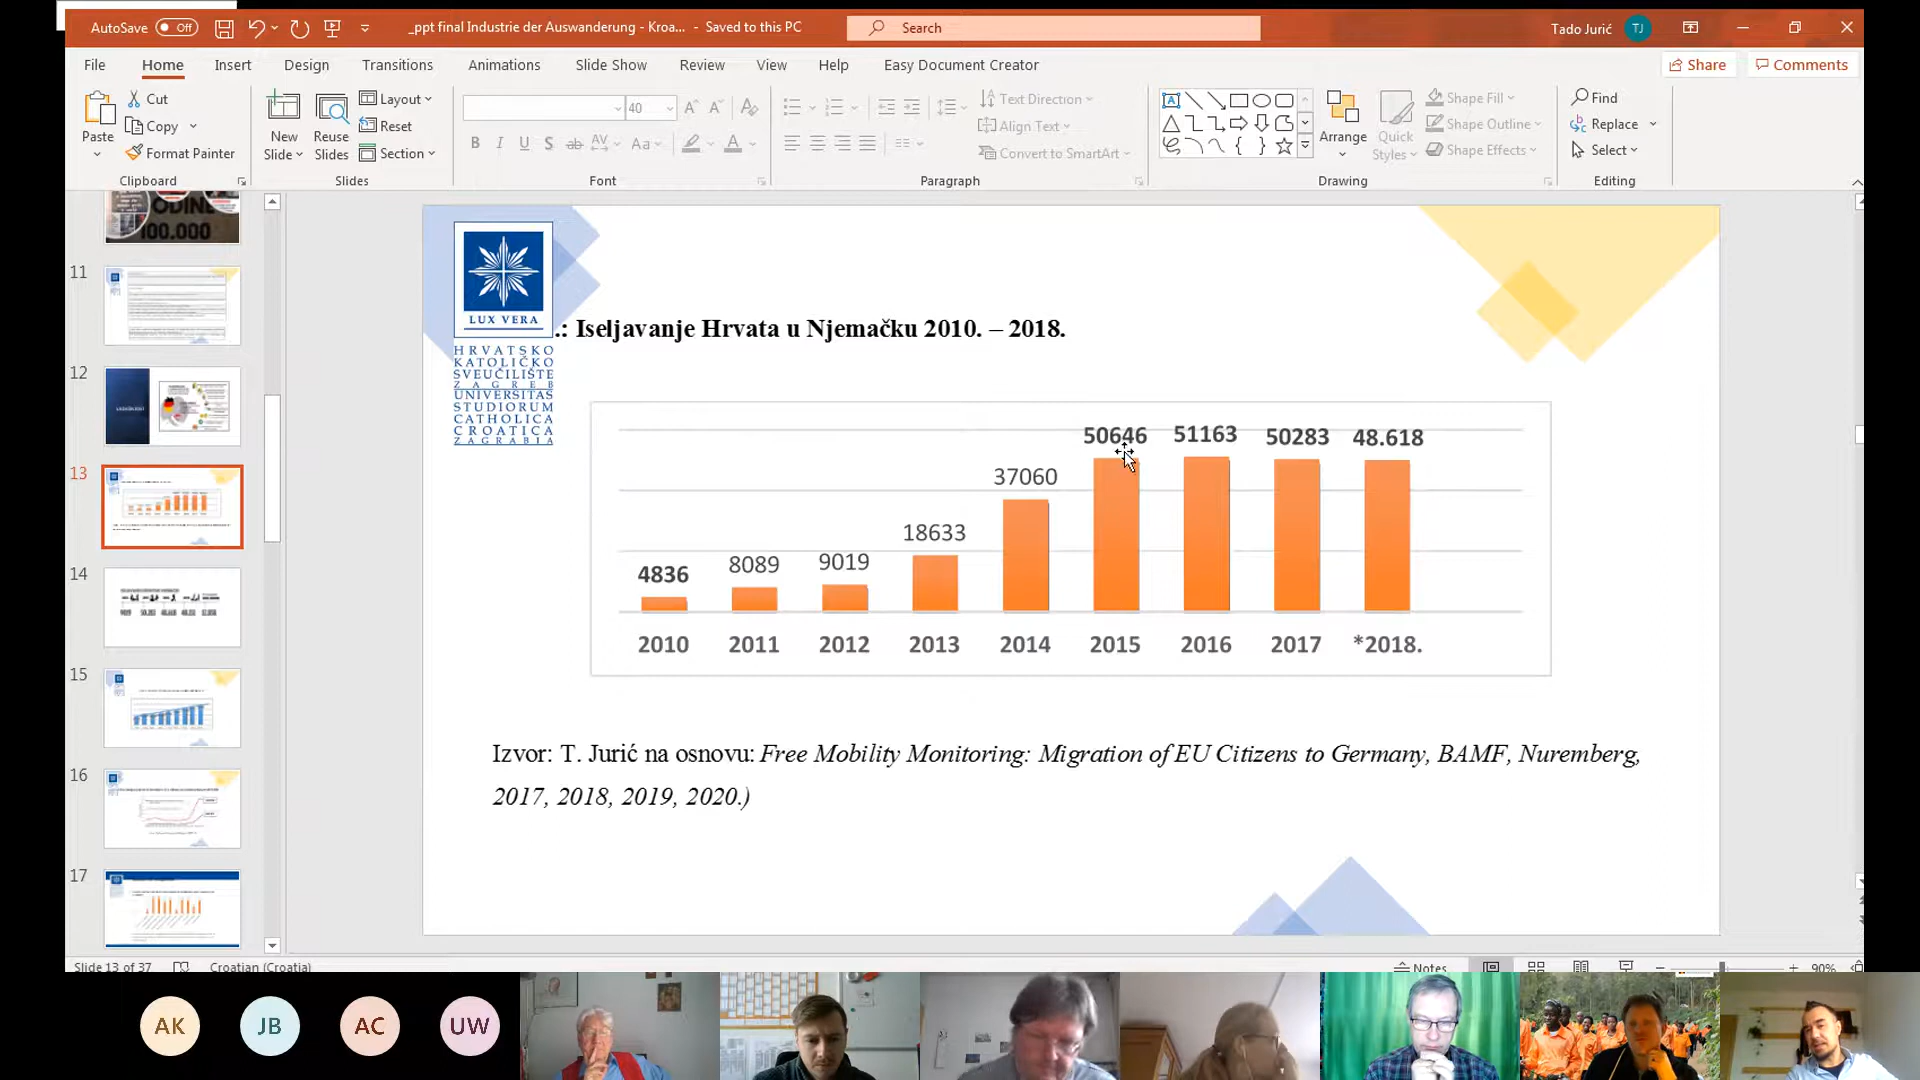 AutoSave Off
_ppt final Industrie der Auswanderung - Kroa... - Saved to this PC
Search
Tado Jurić TJ
File Home Insert Design Transitions Animations Slide Show Review View Help Easy Document Creator
Share Comments
Paste
Cut
Copy
Format Painter
Clipboard
New Slide
Reuse Slides
Layout
Reset
Section
Slides
40
B I U S ab AV Aa A
Font
Text Direction
Align Text
Convert to SmartArt
Paragraph
Arrange
Quick Styles
Shape Fill
Shape Outline
Shape Effects
Drawing
Find
Replace
Select
Editing
ODINE
100.000
11
12
13
14
15
16
17
LUX VERA
HRVATSKO
KATOLIČKO
SVEUČILIŠTE
ZAGREB
UNIVERSITAS
STUDIORUM
CATHOLICA
CROATICA
ZAGRABIA
.: Iseljavanje Hrvata u Njemačku 2010. – 2018.
4836 8089 9019 18633 37060 50646 51163 50283 48.618
2010 2011 2012 2013 2014 2015 2016 2017 *2018.
Izvor: T. Jurić na osnovu: Free Mobility Monitoring: Migration of EU Citizens to Germany, BAMF, Nuremberg,
2017, 2018, 2019, 2020.)
Slide 13 of 37 Croatian (Croatia)
Notes
90%
AK JB AC UW